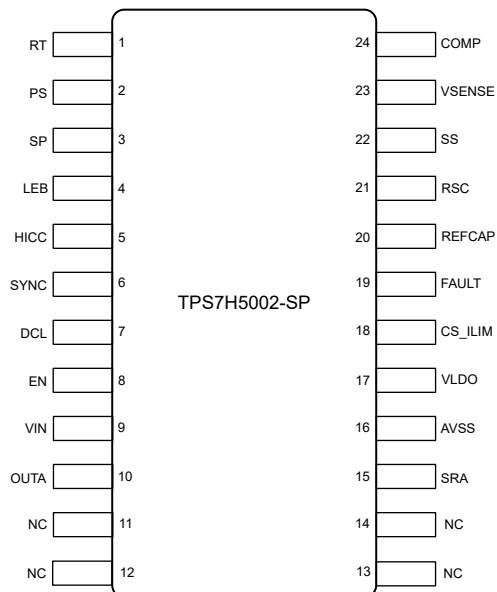 RT 1 24 COMP
PS 2 23 VSENSE
SP 3 22 SS
LEB 4 21 RSC
HICC 5 20 REFCAP
SYNC 6 19 FAULT
TPS7H5002-SP
DCL 7 18 CS_ILIM
EN 8 17 VLDO
VIN 9 16 AVSS
OUTA 10 15 SRA
NC 11 14 NC
NC 12 13 NC